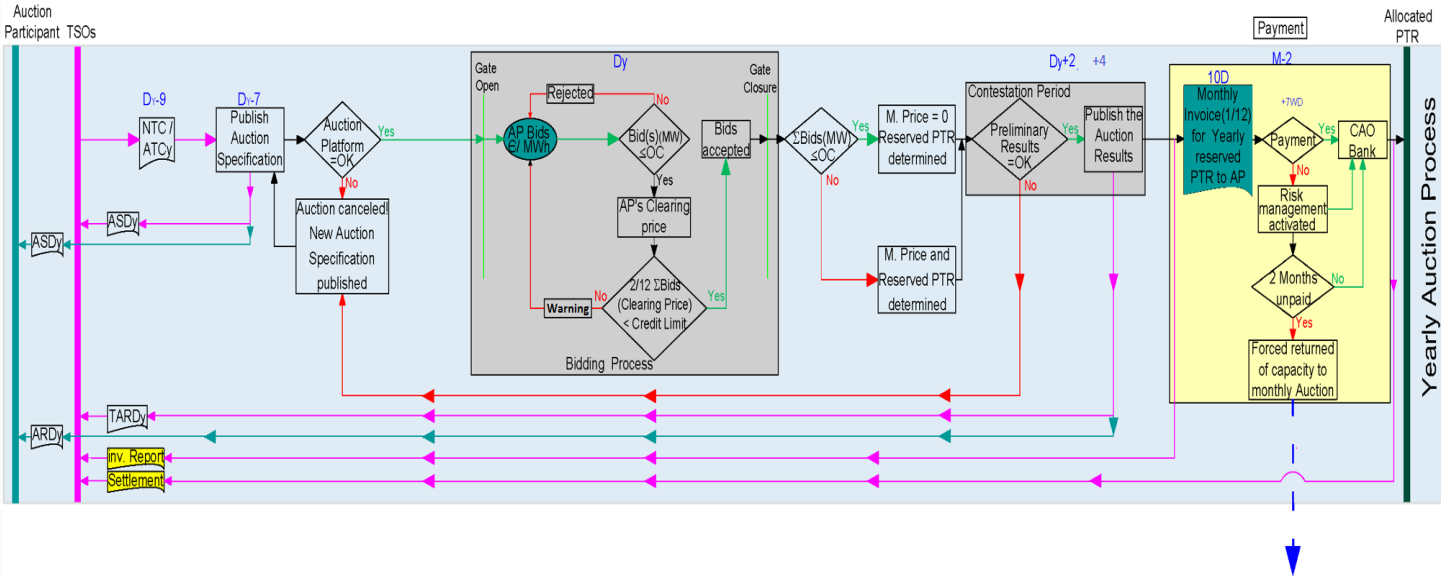 Auction
Participant TSOs
Payment
Allocated
PTR
Dy-9
Dy-7
Dy
Dy+2
+4
M-2
NTC /
ATCy
Publish
Auction
Specification
Auction
Platform
=OK
Yes
No
Auction canceled!
New Auction
Specification
published
ASDy
ASDy
Gate
Open
Rejected
No
AP Bids
€/ MWh
Bid(s)(MW)
≤OC
Yes
AP's Clearing
price
2/12 ΣBids
(Clearing Price)
< Credit Limit
No
Warning
Yes
Bids
accepted
Gate
Closure
Bidding Process
ΣBids(MW)
≤OC
Yes
No
M. Price = 0
Reserved PTR
determined
M. Price and
Reserved PTR
determined
Contestation Period
Preliminary
Results
=OK
Yes
No
Publish the
Auction
Results
10D
Monthly
Invoice(1/12)
for Yearly
reserved
PTR to AP
+7WD
Payment
Yes
No
CAO
Bank
Risk
management
activated
2 Months
unpaid
No
Yes
Forced returned
of capacity to
monthly Auction
TARDy
ARDy
Inv. Report
Settlement
Yearly Auction Process